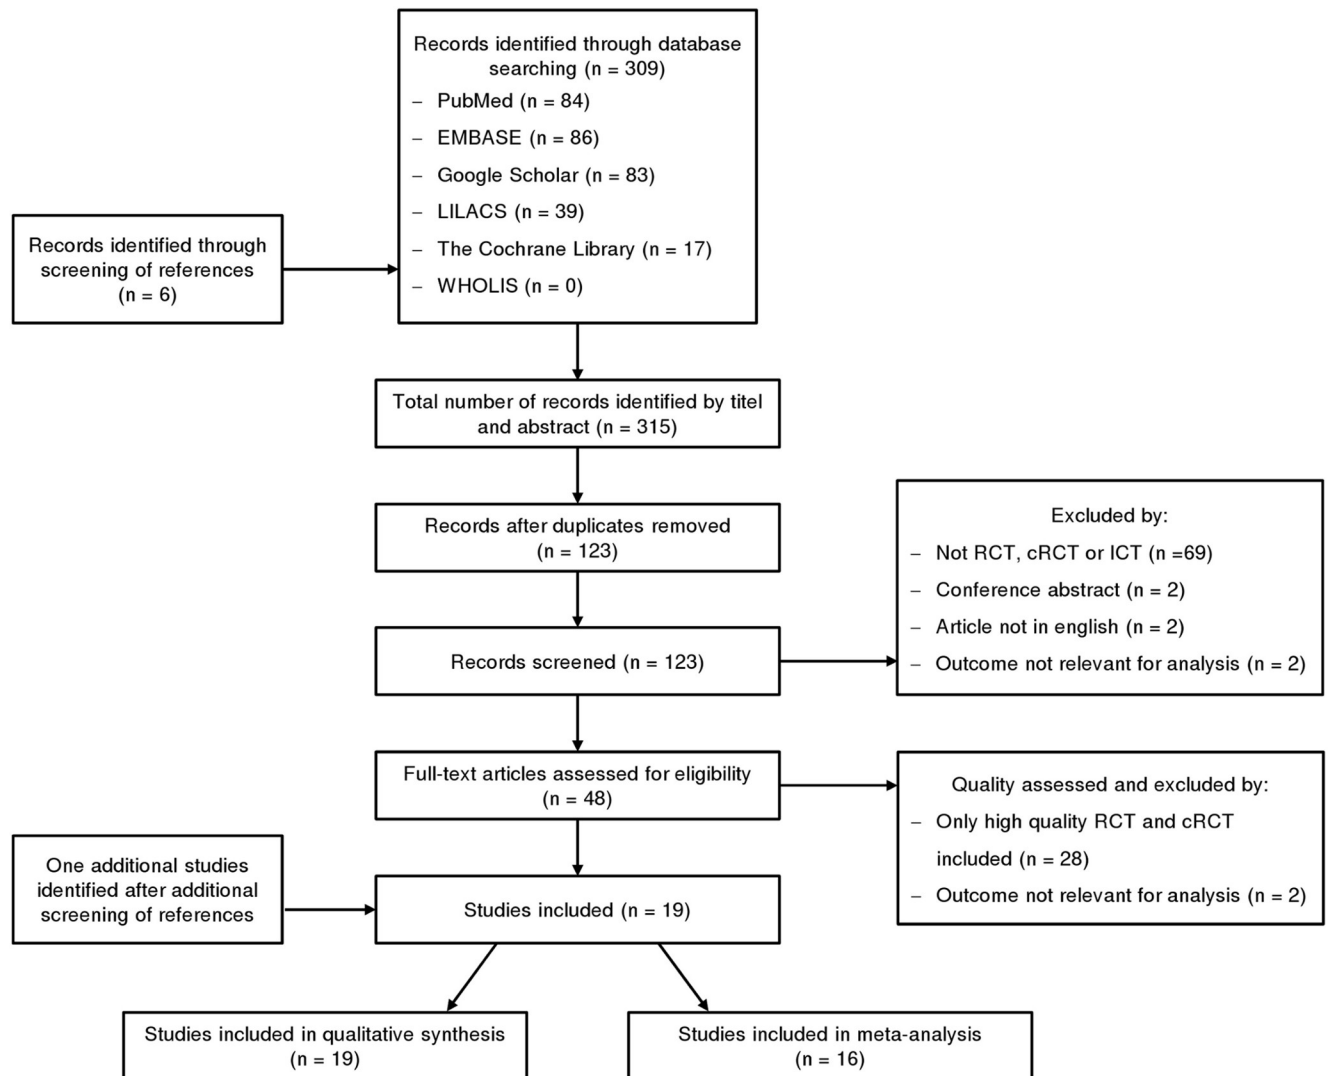 Records identified through database
searching (n = 309)
– PubMed (n = 84)
– EMBASE (n = 86)
– Google Scholar (n = 83)
– LILACS (n = 39)
– The Cochrane Library (n = 17)
– WHOLIS (n = 0)
Records identified through
screening of references
(n = 6)
Total number of records identified by titel
and abstract (n = 315)
Records after duplicates removed
(n = 123)
Records screened (n = 123)
Excluded by:
– Not RCT, cRCT or ICT (n =69)
– Conference abstract (n = 2)
– Article not in english (n = 2)
– Outcome not relevant for analysis (n = 2)
Full-text articles assessed for eligibility
(n = 48)
Quality assessed and excluded by:
– Only high quality RCT and cRCT
included (n = 28)
– Outcome not relevant for analysis (n = 2)
One additional studies
identified after additional
screening of references
Studies included (n = 19)
Studies included in qualitative synthesis
(n = 19)
Studies included in meta-analysis
(n = 16)